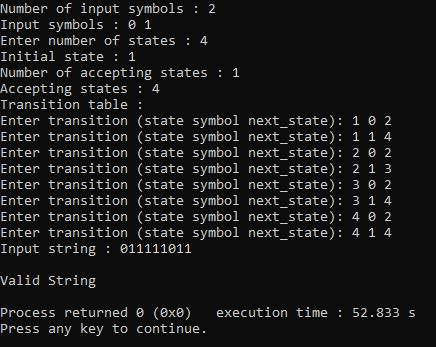 Number of input symbols : 2
Input symbols : 0 1
Enter number of states : 4
Initial state : 1
Number of accepting states : 1
Accepting states : 4
Transition table :
Enter transition (state symbol next_state): 1 0 2
Enter transition (state symbol next_state): 1 1 4
Enter transition (state symbol next_state): 2 0 2
Enter transition (state symbol next_state): 2 1 3
Enter transition (state symbol next_state): 3 0 2
Enter transition (state symbol next_state): 3 1 4
Enter transition (state symbol next_state): 4 0 2
Enter transition (state symbol next_state): 4 1 4
Input string : 011111011
Valid String
Process returned 0 (0x0)   execution time : 52.833 s
Press any key to continue.